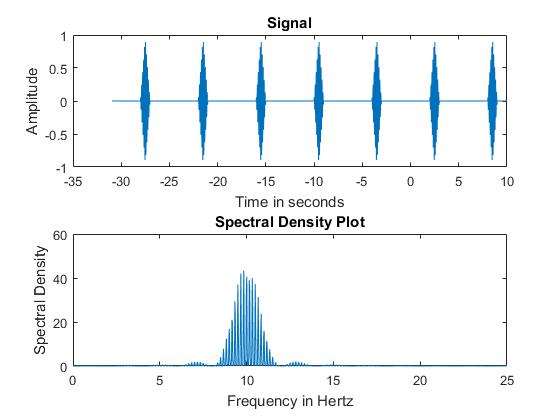 Signal
1
0.5
0
-0.5
-1
Amplitude
-35 -30 -25 -20 -15 -10 -5 0 5 10
Time in seconds
Spectral Density Plot
60
40
20
0
Spectral Density
0 5 10 15 20 25
Frequency in Hertz